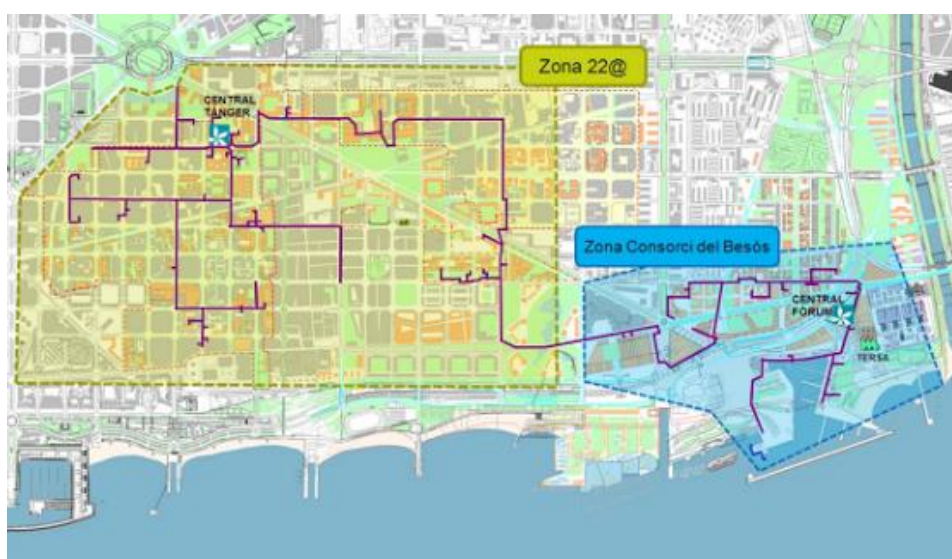 Zona 22@
CENTRAL
TÀNGER
Zona Consorci del Besòs
CENTRAL
FÒRUM
TERSA